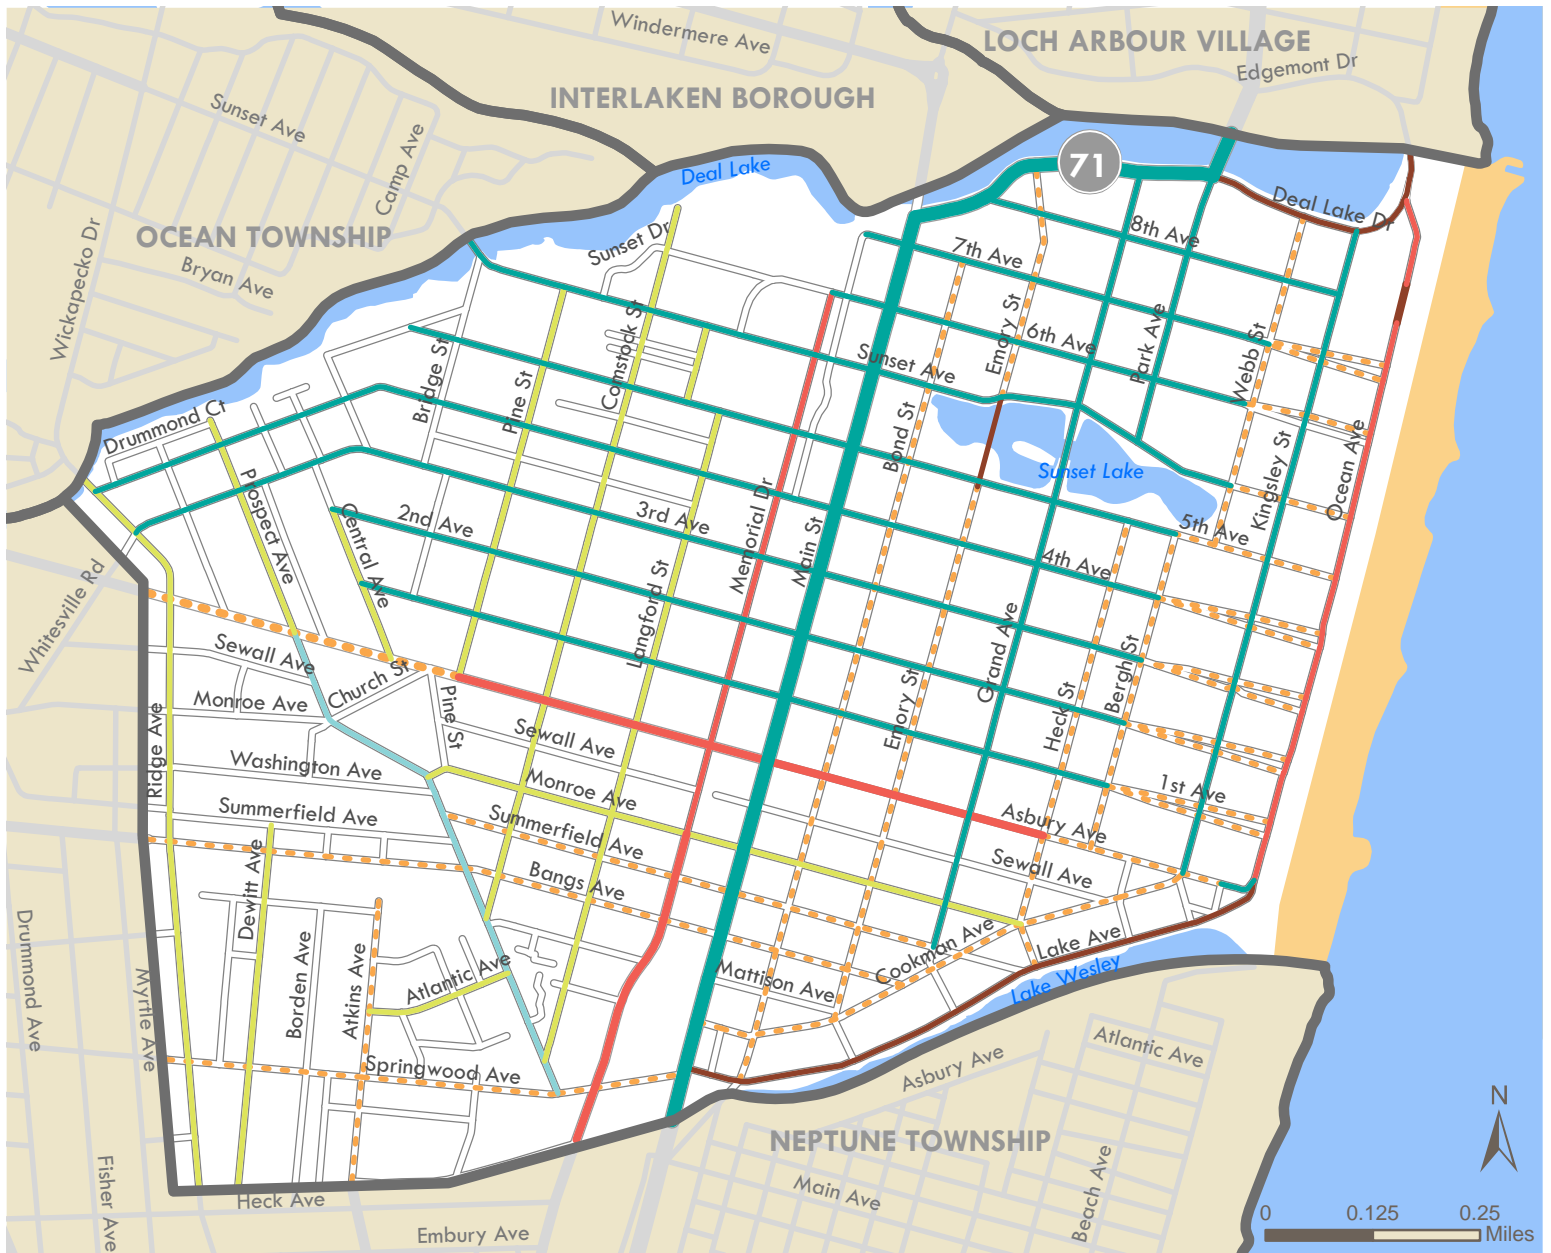 Windermere Ave
LOCH ARBOUR VILLAGE
Edgemont Dr
INTERLAKEN BOROUGH
Sunset Ave
Camp Ave
71
Deal Lake
Deal Lake Dr
OCEAN TOWNSHIP
Bryan Ave
Wickapecko Dr
Sunset Dr
8th Ave
7th Ave
Emory St
6th Ave
Park Ave
Webb St
Comstock St
Bridge St
Pine St
Sunset Ave
Bond St
Drummond Ct
Kingsley St
Ocean Ave
Sunset Lake
Prospect Ave
Central Ave
2nd Ave
3rd Ave
Memorial Dr
Main St
5th Ave
4th Ave
Whitesville Rd
Langford St
Grand Ave
Bergh St
Heck St
Emory St
Sewall Ave
Church St
Monroe Ave
Pine St
Ridge Ave
Sewall Ave
Washington Ave
Monroe Ave
1st Ave
Summerfield Ave
Summerfield Ave
Asbury Ave
Sewall Ave
Bangs Ave
Dewitt Ave
Drummond Ave
Myrtle Ave
Borden Ave
Atkins Ave
Atlantic Ave
Mattison Ave
Cookman Ave
Lake Ave
Lake Wesley
Springwood Ave
Asbury Ave
Atlantic Ave
NEPTUNE TOWNSHIP
Main Ave
Beach Ave
Fisher Ave
Heck Ave
Embury Ave
N
0 0.125 0.25
Miles